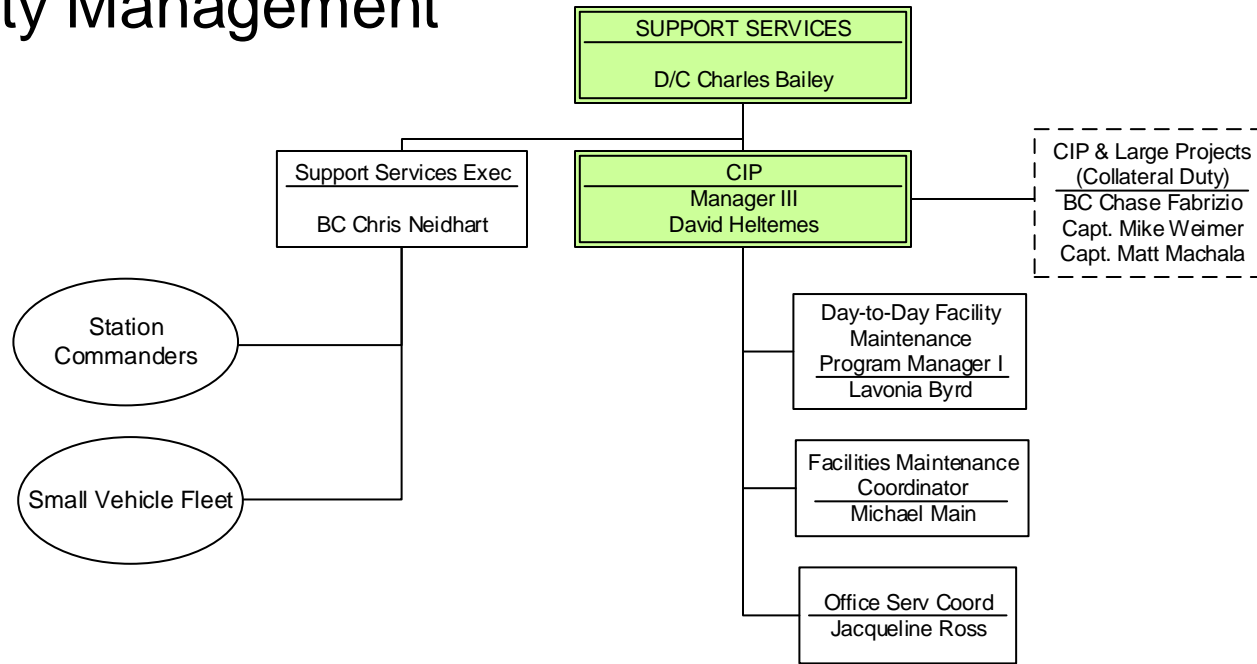 ty Management
SUPPORT SERVICES
D/C Charles Bailey
Support Services Exec
BC Chris Neidhart
CIP
Manager III
David Heltemes
CIP & Large Projects
(Collateral Duty)
BC Chase Fabrizio
Capt. Mike Weimer
Capt. Matt Machala
Station
Commanders
Small Vehicle Fleet
Day-to-Day Facility
Maintenance
Program Manager I
Lavonia Byrd
Facilities Maintenance
Coordinator
Michael Main
Office Serv Coord
Jacqueline Ross